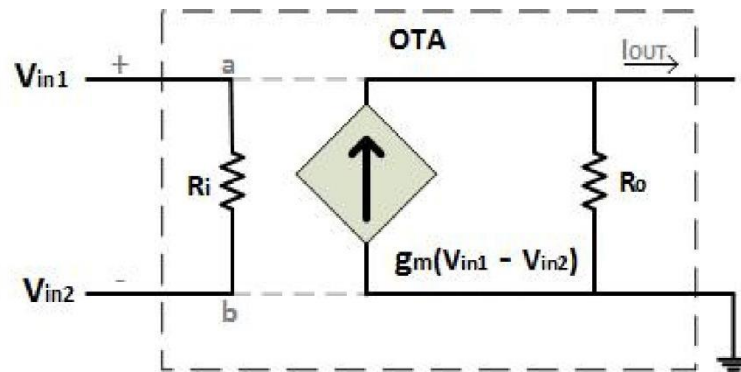 OTA
IOUT
Vin1
+
a
Ri
Ro
gm(Vin1 - Vin2)
Vin2
-
b